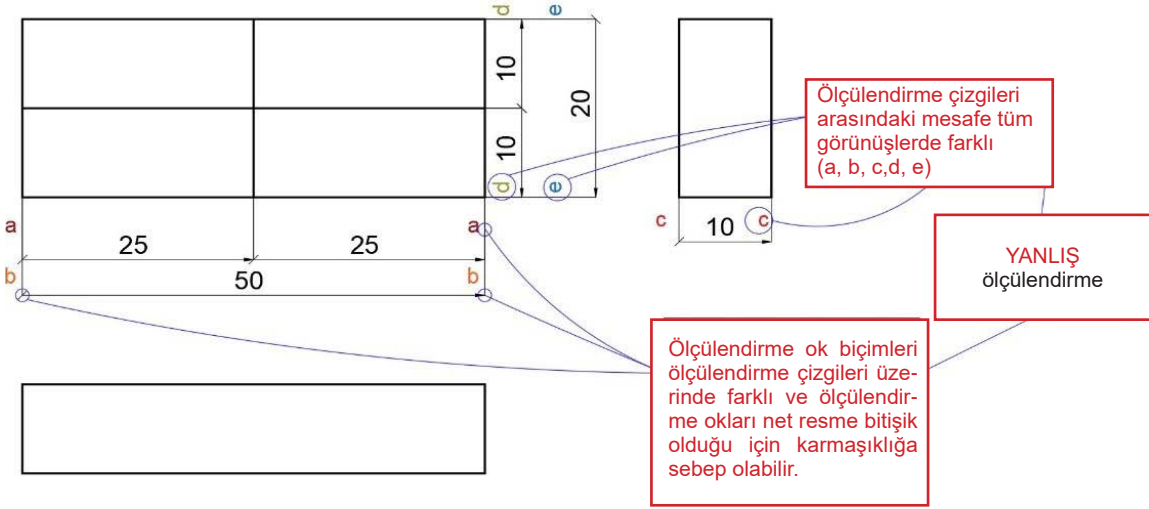 d e
10
20
10
d e
a a
25 25
b b
50
c 10 c
Ölçülendirme çizgileri
arasındaki mesafe tüm
görünüşlerde farklı
(a, b, c,d, e)
YANLIŞ
ölçülendirme
Ölçülendirme ok biçimleri
ölçülendirme çizgileri üze-
rinde farklı ve ölçülendir-
me okları net resme bitişik
olduğu için karmaşıklığa
sebep olabilir.